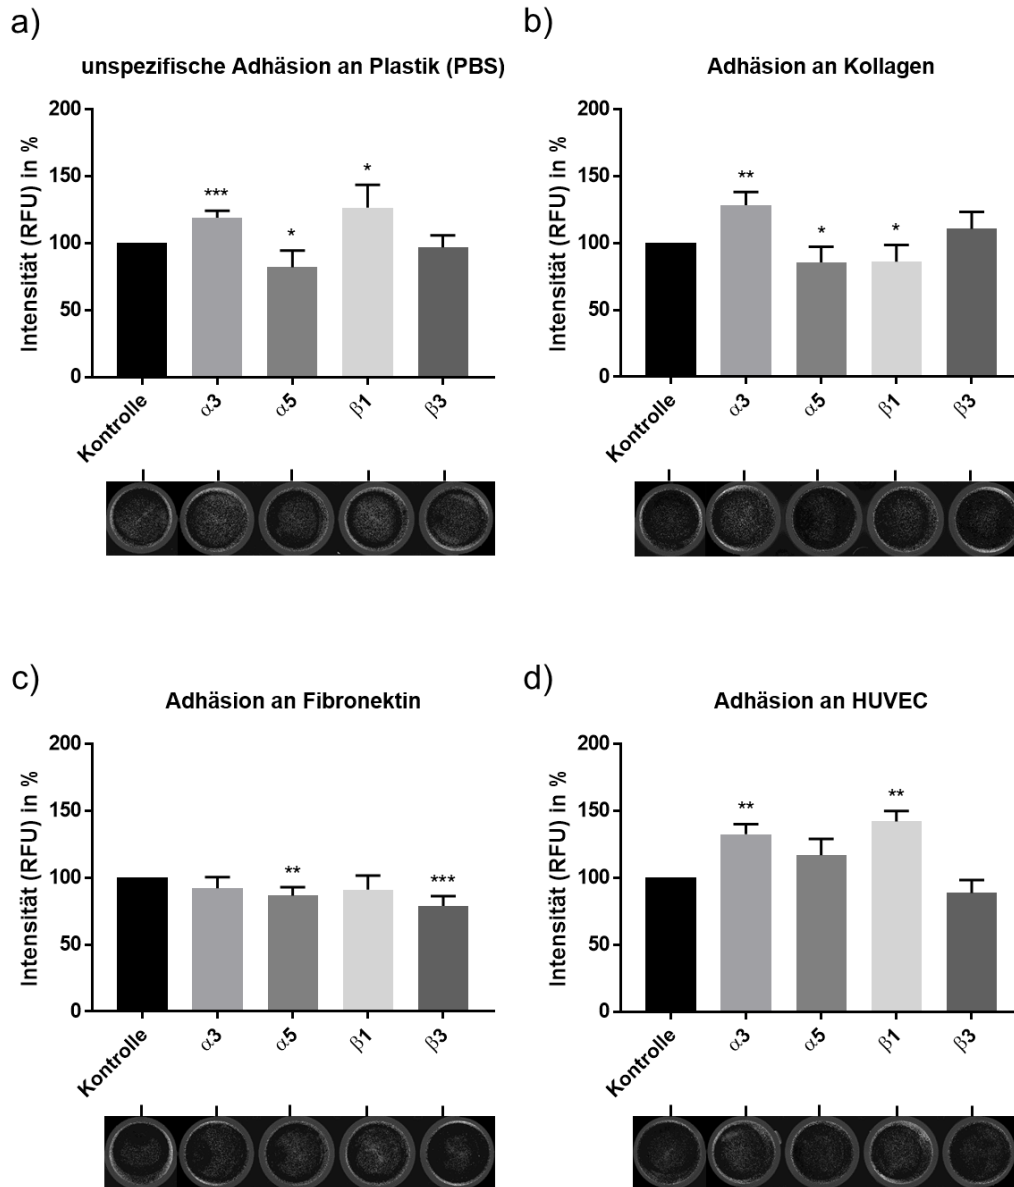 a)
unspezifische Adhäsion an Plastik (PBS)
Intensität (RFU) in %
200
150
100
50
0
***
*
*
Kontrolle
α3
α5
β1
β3
b)
Adhäsion an Kollagen
Intensität (RFU) in %
200
150
100
50
0
**
*
*
Kontrolle
α3
α5
β1
β3
c)
Adhäsion an Fibronektin
Intensität (RFU) in %
200
150
100
50
0
**
***
Kontrolle
α3
α5
β1
β3
d)
Adhäsion an HUVEC
Intensität (RFU) in %
200
150
100
50
0
**
**
Kontrolle
α3
α5
β1
β3